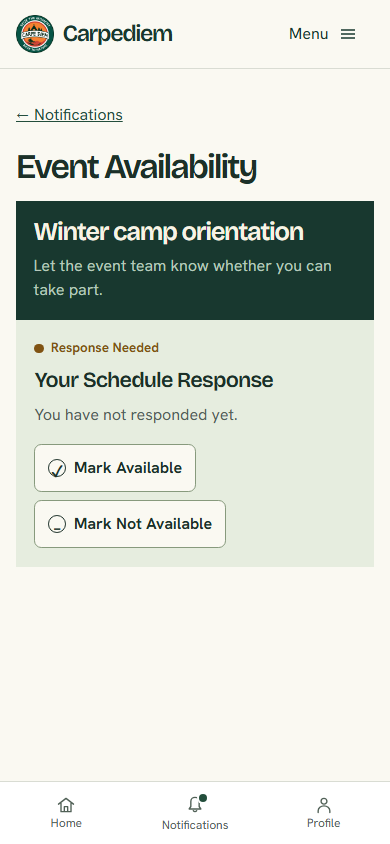 Carpediem
Menu
← Notifications
Event Availability
Winter camp orientation
Let the event team know whether you can
take part.
Response Needed
Your Schedule Response
You have not responded yet.
Mark Available
Mark Not Available
Home
Notifications
Profile